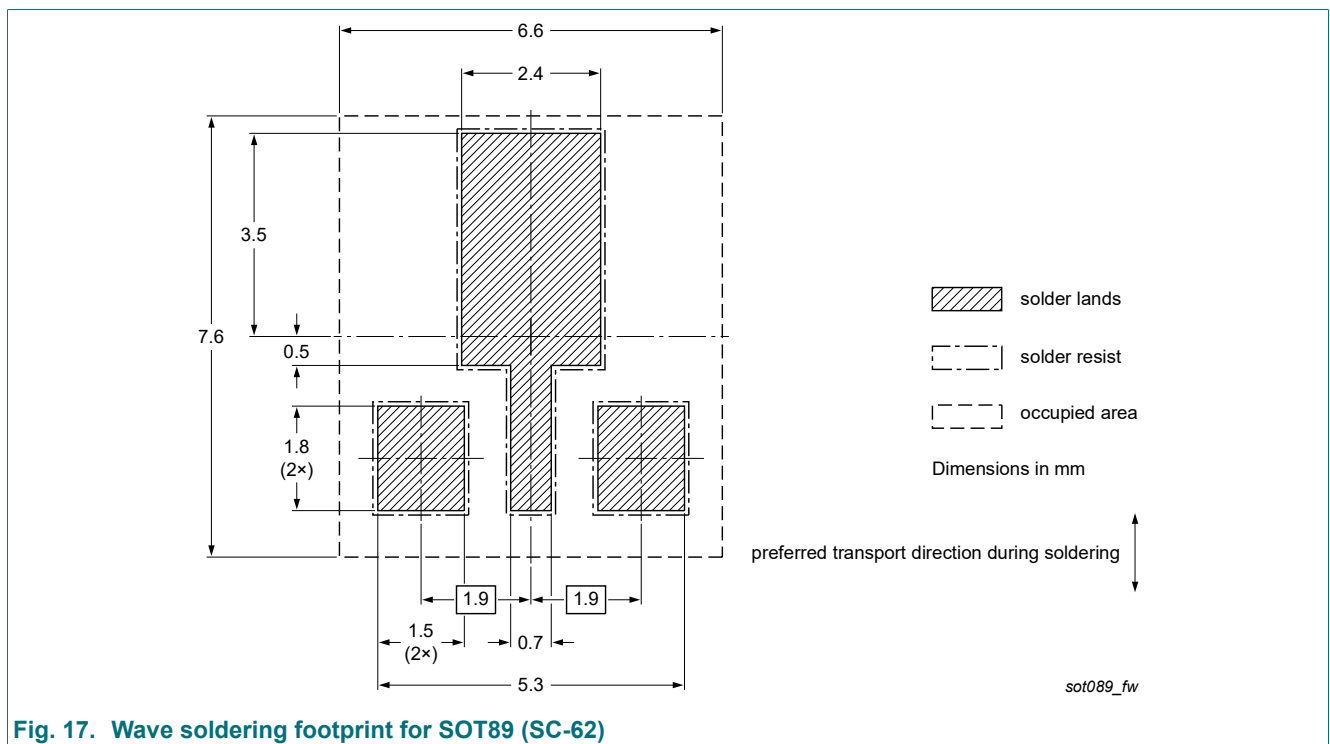 6.6
2.4
3.5
7.6
0.5
1.8
(2×)
1.9
1.9
1.5
(2×)
0.7
5.3
solder lands
solder resist
occupied area
Dimensions in mm
preferred transport direction during soldering
sot089_fw
Fig. 17. Wave soldering footprint for SOT89 (SC-62)